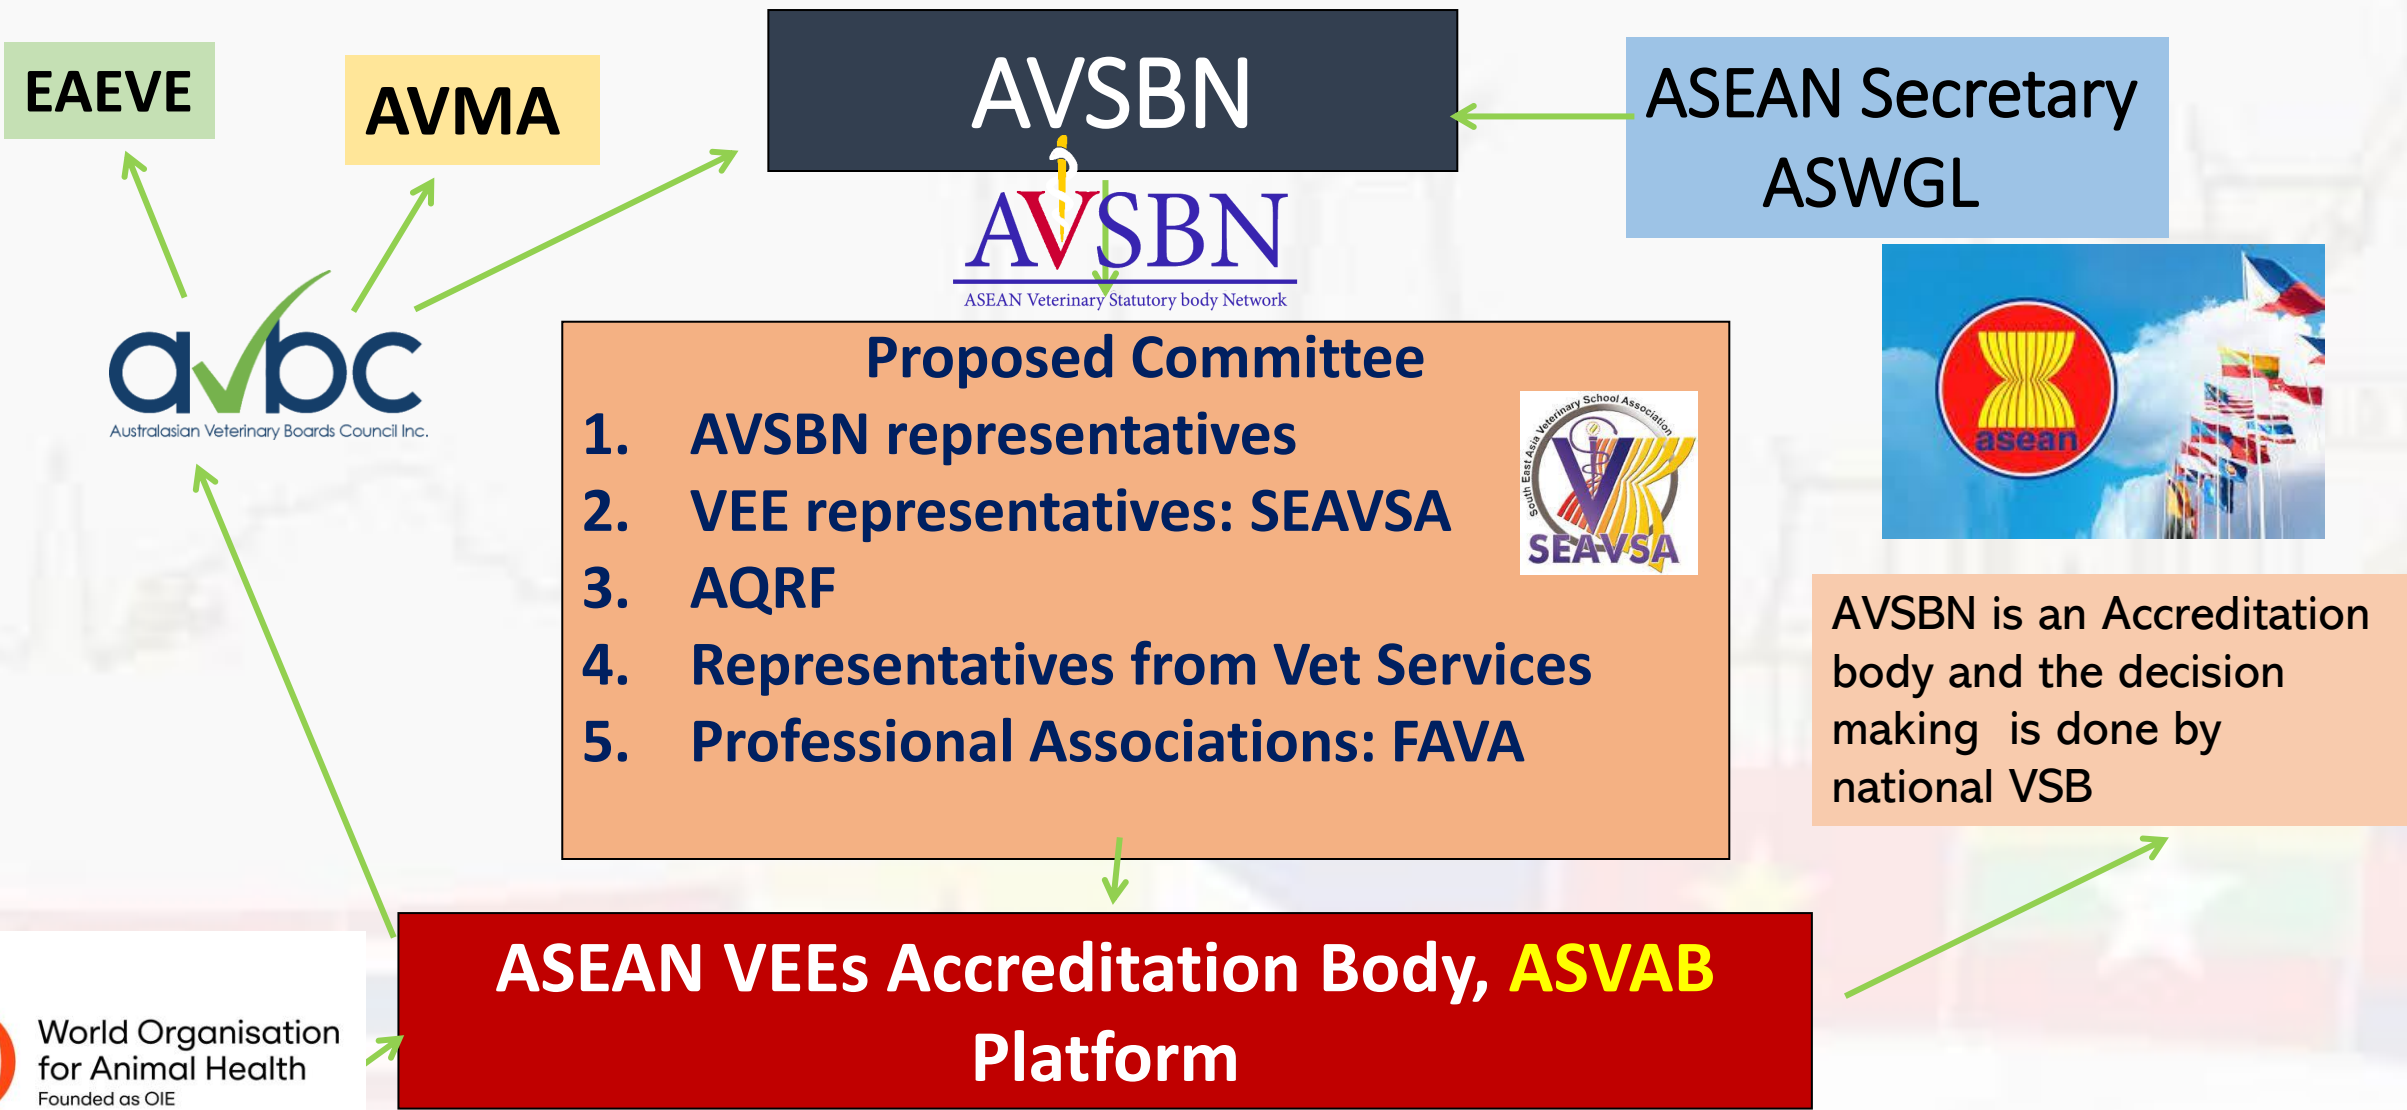 EAEVE
AVMA
AVSBN
ASEAN Secretary
ASWGL
AVSBN
ASEAN Veterinary Statutory body Network
avbc
Australasian Veterinary Boards Council Inc.
Proposed Committee
1. AVSBN representatives
2. VEE representatives: SEAVSA
3. AQRF
4. Representatives from Vet Services
5. Professional Associations: FAVA
South East Asia Veterinary School Association
SEAVSA
asean
AVSBN is an Accreditation
body and the decision
making is done by
national VSB
ASEAN VEEs Accreditation Body, ASVAB
Platform
World Organisation
for Animal Health
Founded as OIE